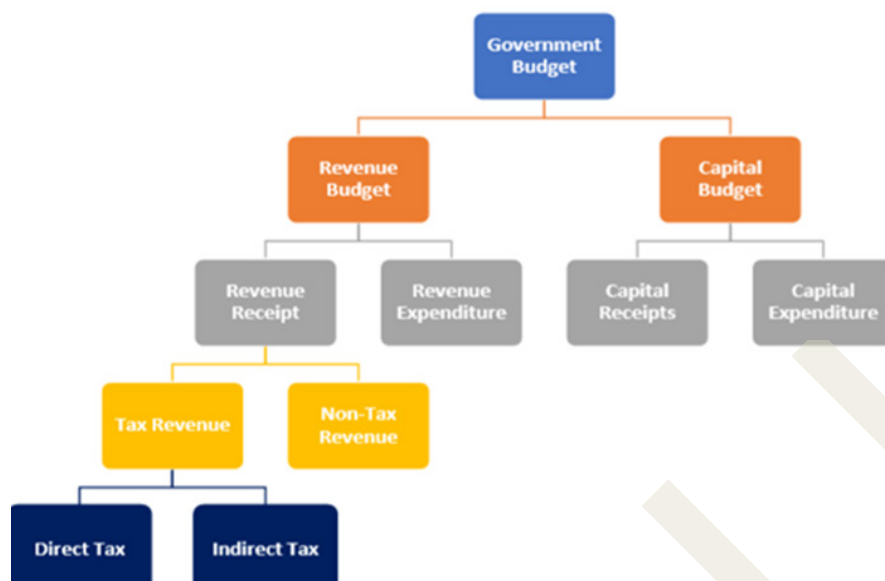 Government
Budget
Revenue
Budget
Capital
Budget
Revenue
Receipt
Revenue
Expenditure
Capital
Receipts
Capital
Expenditure
Tax Revenue
Non-Tax
Revenue
Direct Tax
Indirect Tax